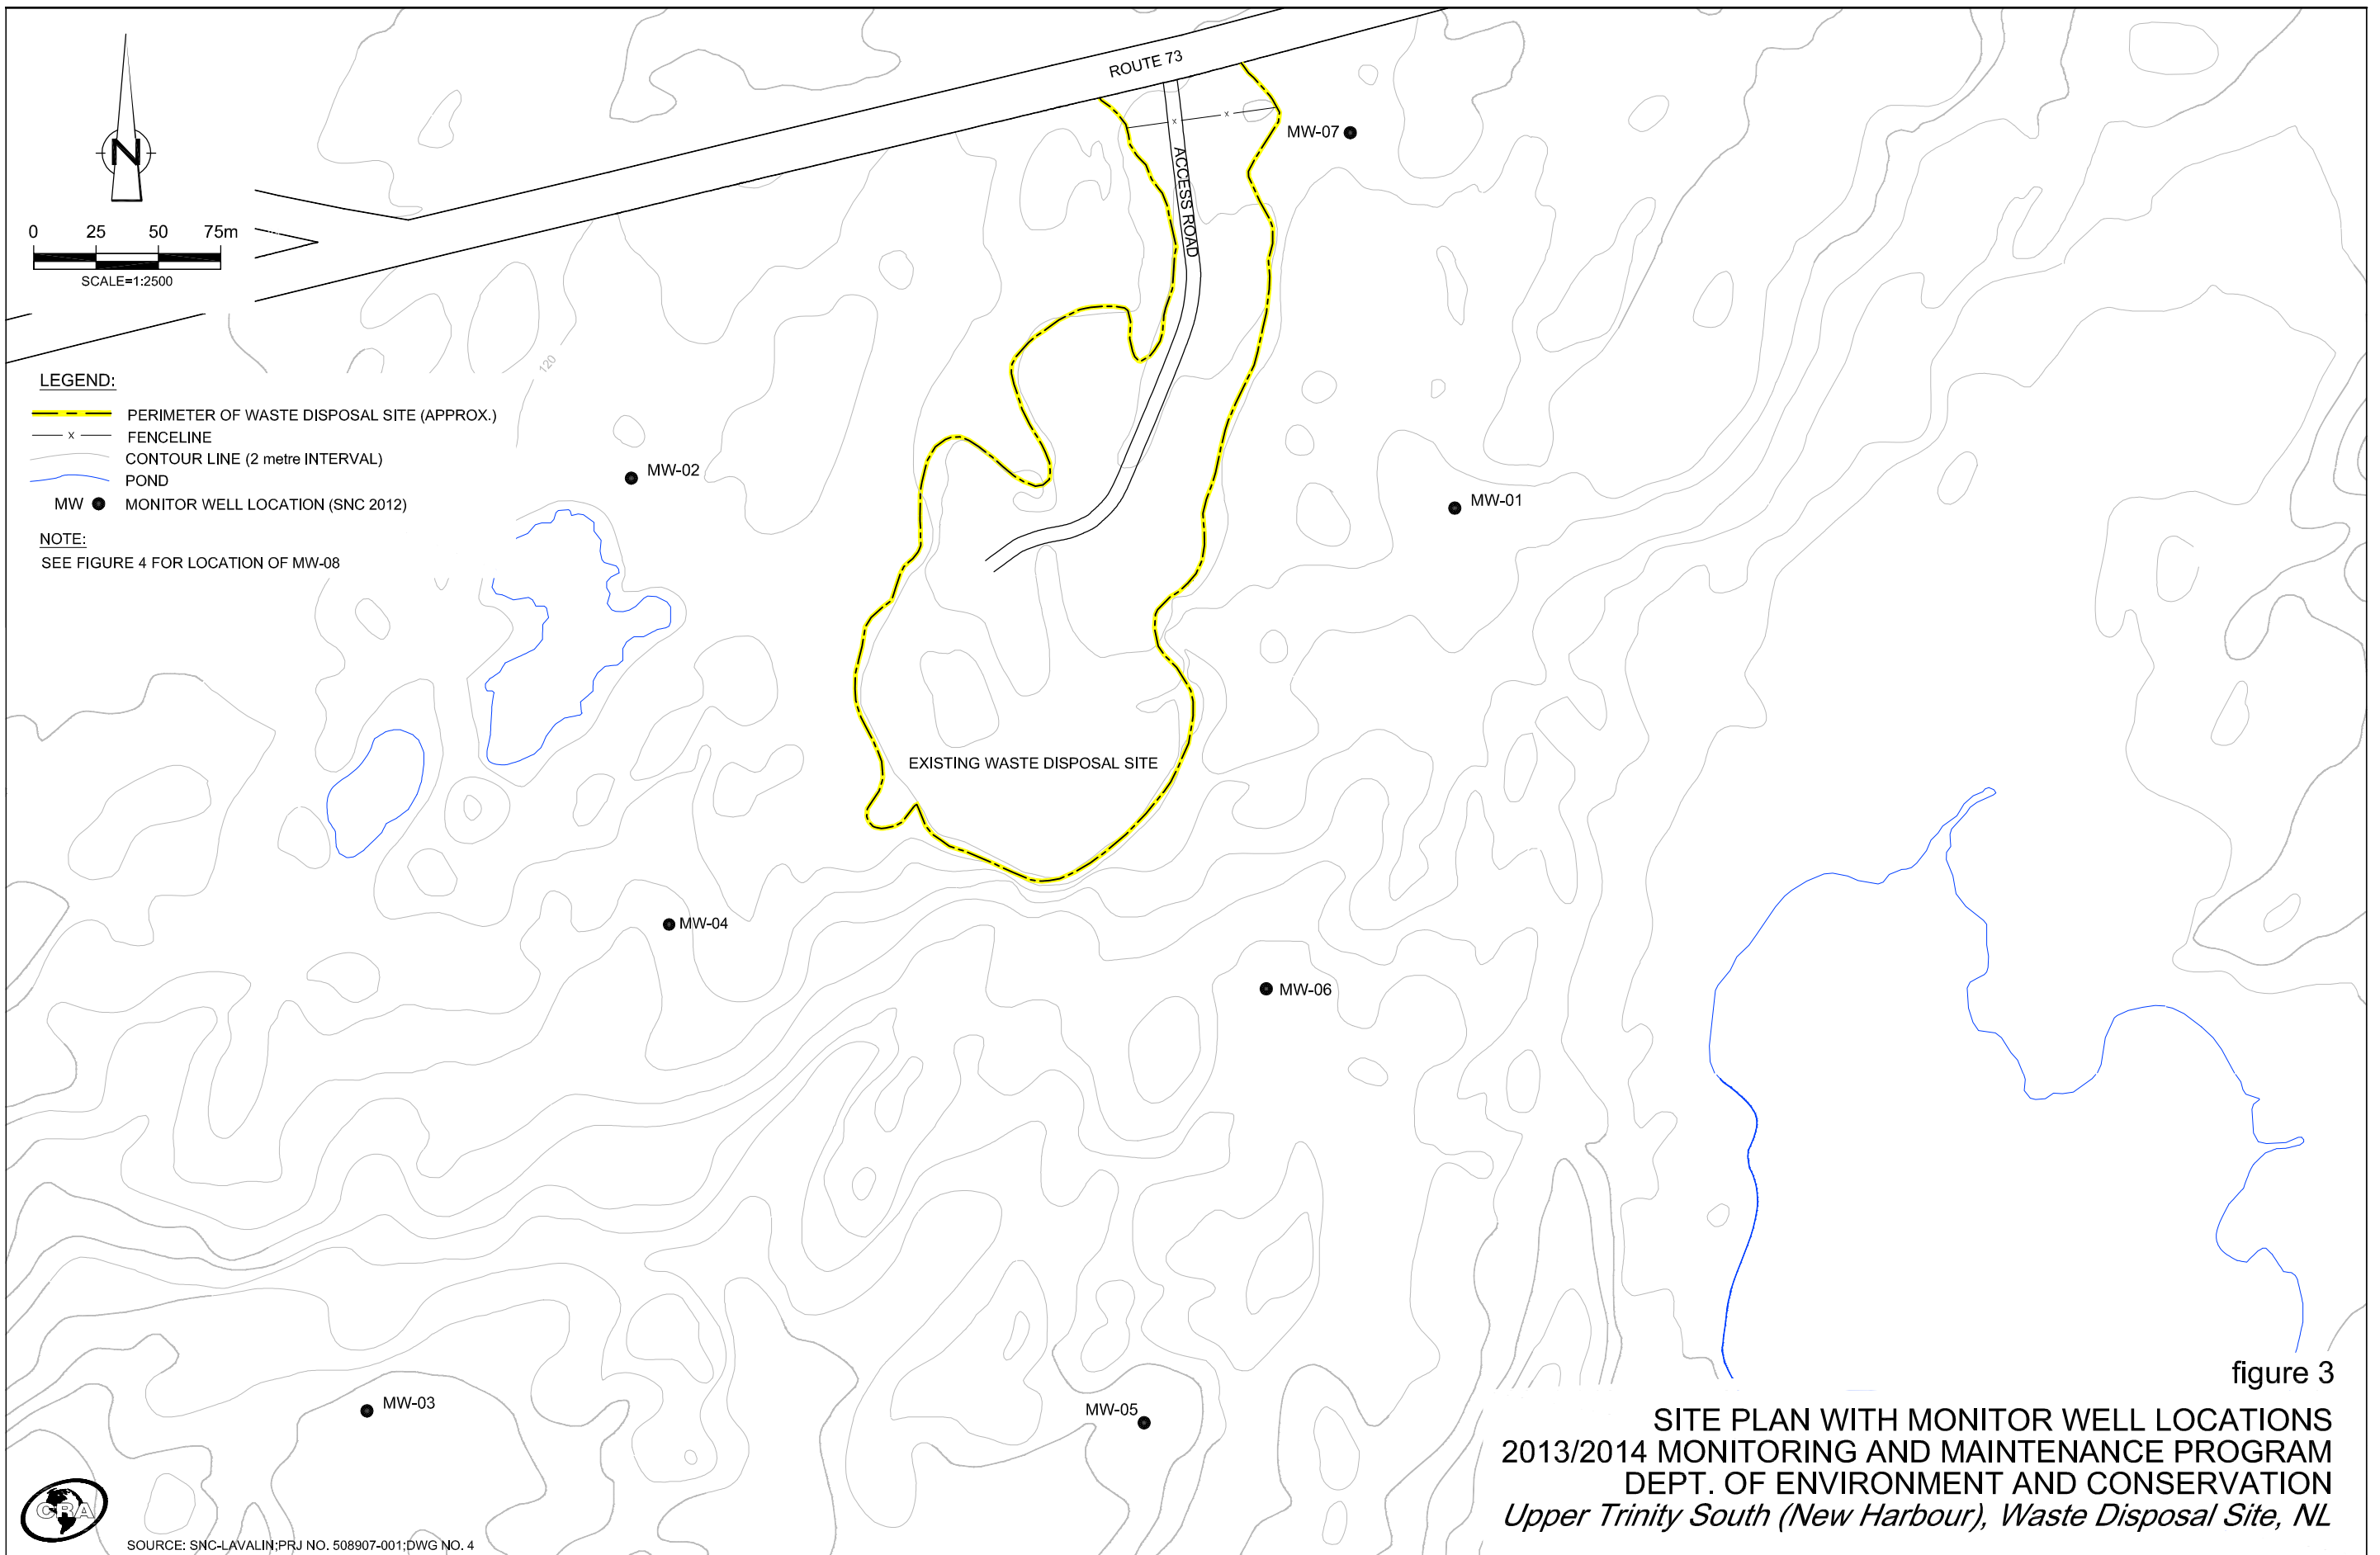 ROUTE 73
N
MW-07
ACCESS ROAD
0 25 50 75m
SCALE=1:2500
120
LEGEND:
PERIMETER OF WASTE DISPOSAL SITE (APPROX.)
x FENCELINE
CONTOUR LINE (2 metre INTERVAL)
POND
MW MONITOR WELL LOCATION (SNC 2012)
NOTE:
SEE FIGURE 4 FOR LOCATION OF MW-08
MW-02
MW-01
EXISTING WASTE DISPOSAL SITE
MW-04
MW-06
MW-03
MW-05
figure 3
SITE PLAN WITH MONITOR WELL LOCATIONS
2013/2014 MONITORING AND MAINTENANCE PROGRAM
DEPT. OF ENVIRONMENT AND CONSERVATION
Upper Trinity South (New Harbour), Waste Disposal Site, NL
CRA
SOURCE: SNC-LAVALIN;PRJ NO. 508907-001;DWG NO. 4